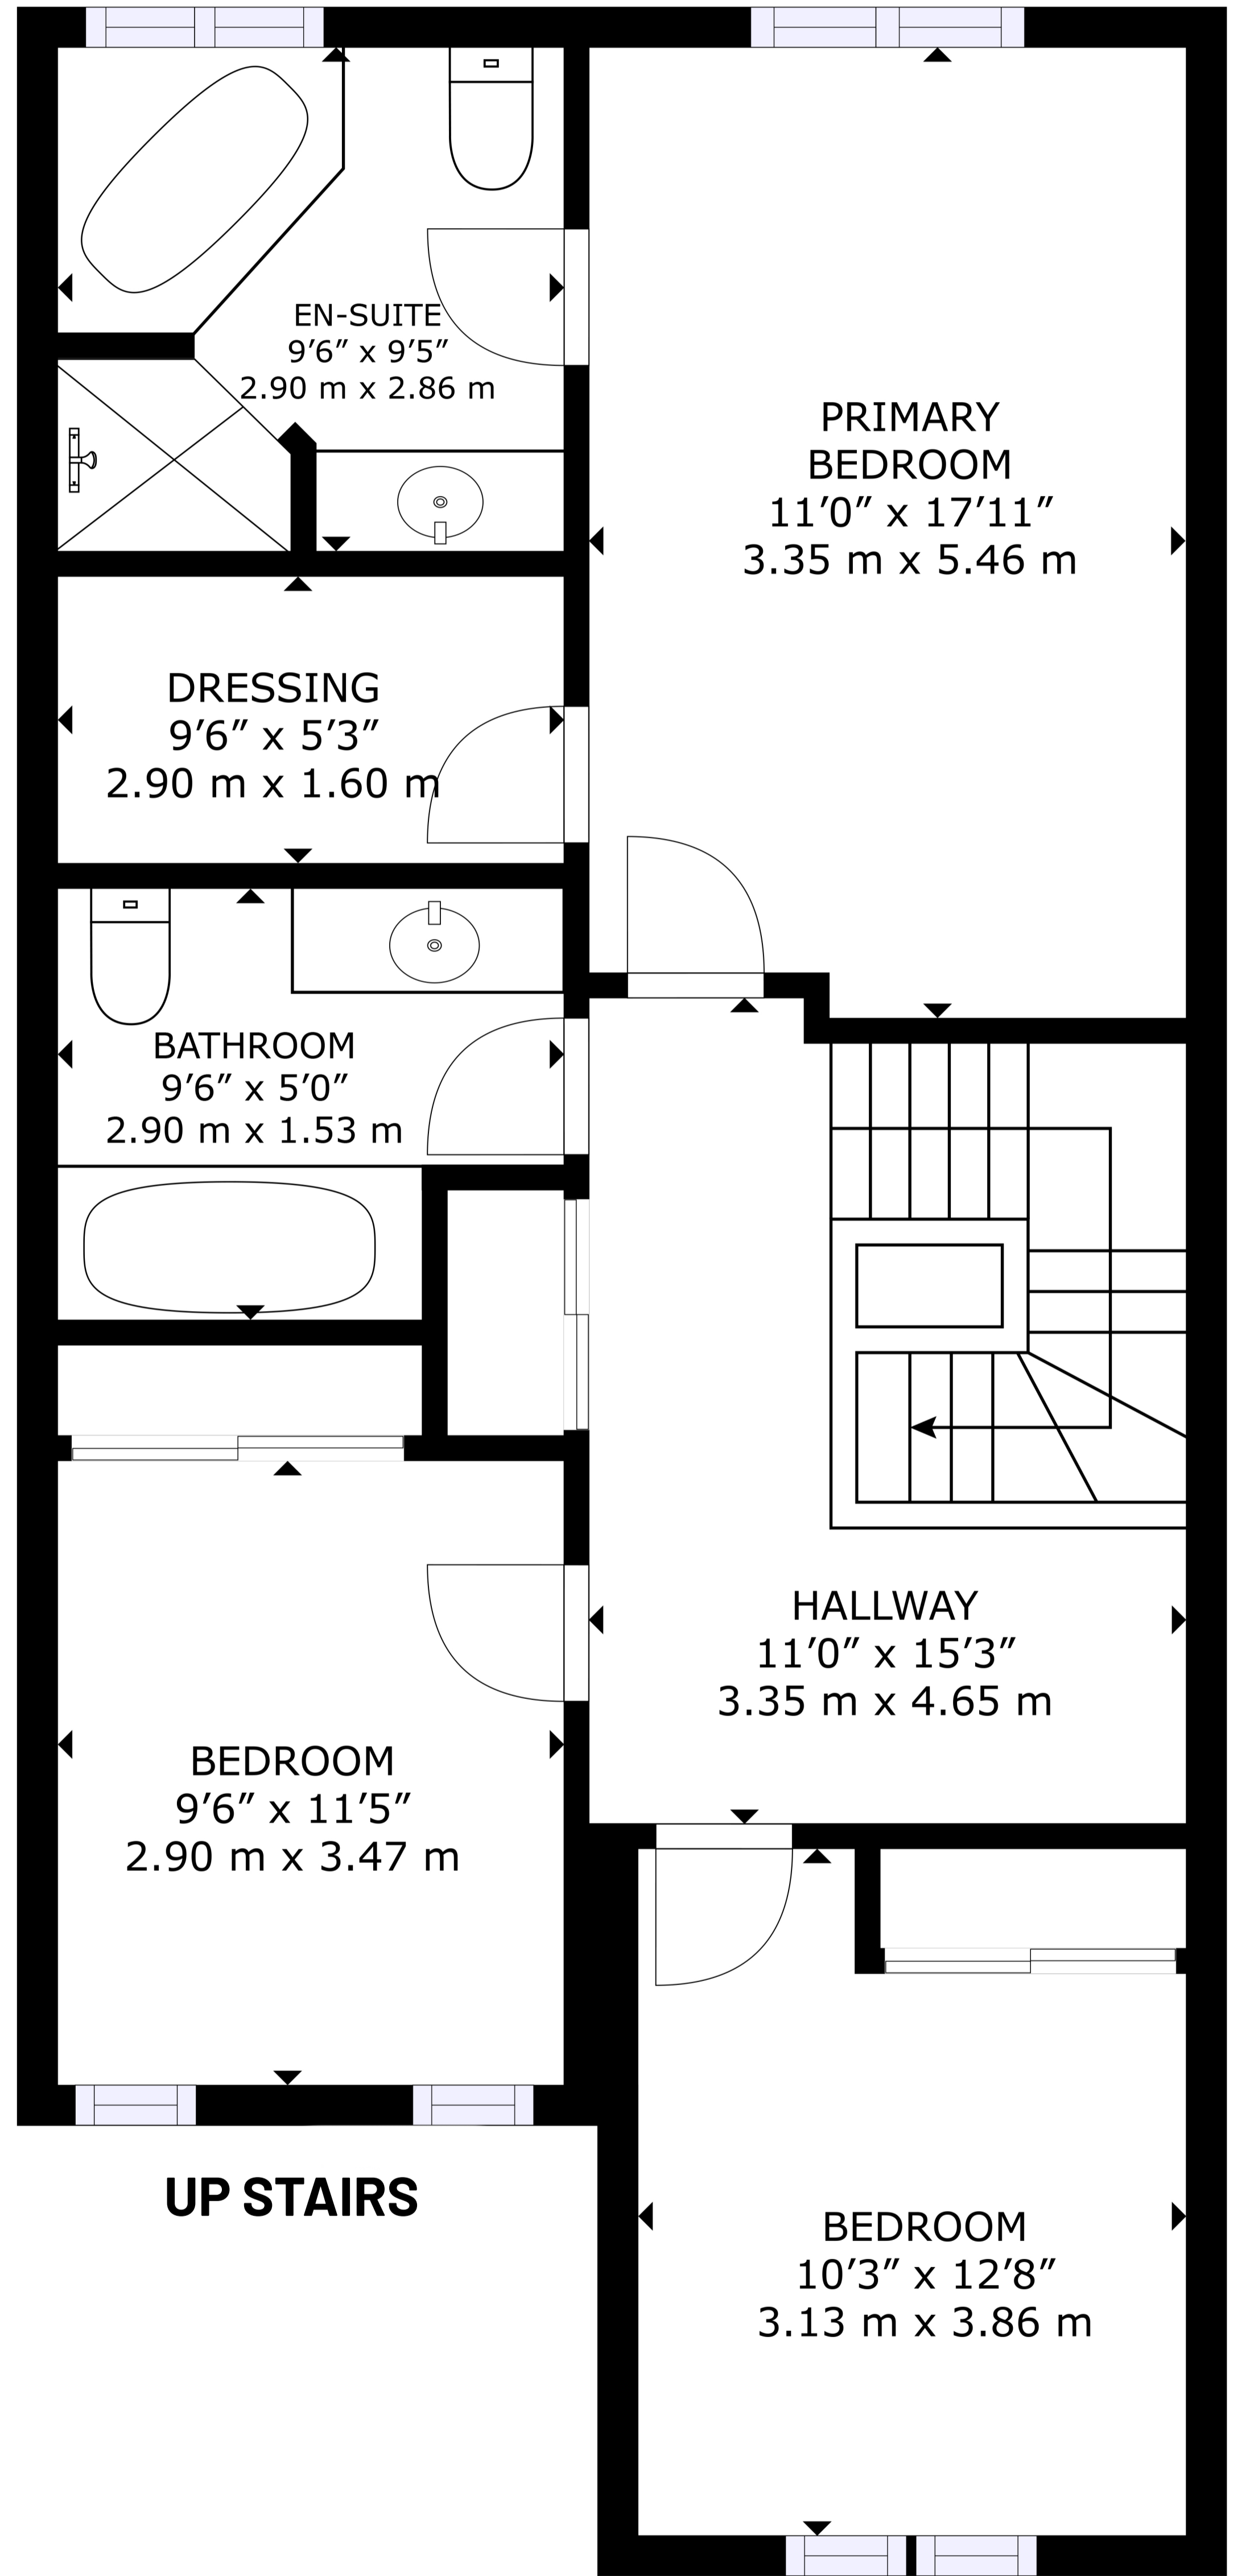 EN-SUITE
9’6” x 9’5”
2.90 m x 2.86 m
PRIMARY
BEDROOM
11’0” x 17’11”
3.35 m x 5.46 m
DRESSING
9’6” x 5’3”
2.90 m x 1.60 m
BATHROOM
9’6” x 5’0”
2.90 m x 1.53 m
HALLWAY
11’0” x 15’3”
3.35 m x 4.65 m
BEDROOM
9’6” x 11’5”
2.90 m x 3.47 m
UP STAIRS
BEDROOM
10’3” x 12’8”
3.13 m x 3.86 m